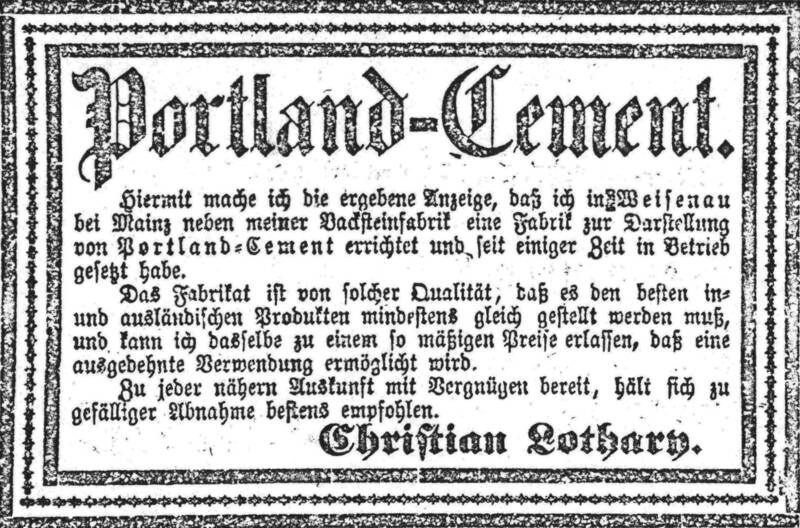 Portland-Cement.
Hiermit mache ich die ergebene Anzeige, daß ich in Weisenau
bei Mainz neben meiner Backsteinfabrik eine Fabrik zur Darstellung
von Portland-Cement errichtet und seit einiger Zeit in Betrieb
gesetzt habe.
Das Fabrikat ist von solcher Qualität, daß es den besten in-
und ausländischen Produkten mindestens gleich gestellt werden muß,
und kann ich dasselbe zu einem so mäßigen Preise erlassen, daß eine
ausgedehnte Verwendung ermöglicht wird.
Zu jeder nähern Auskunft mit Vergnügen bereit, hält sich zu
gefälliger Abnahme bestens empfohlen.
Christian Lothary.